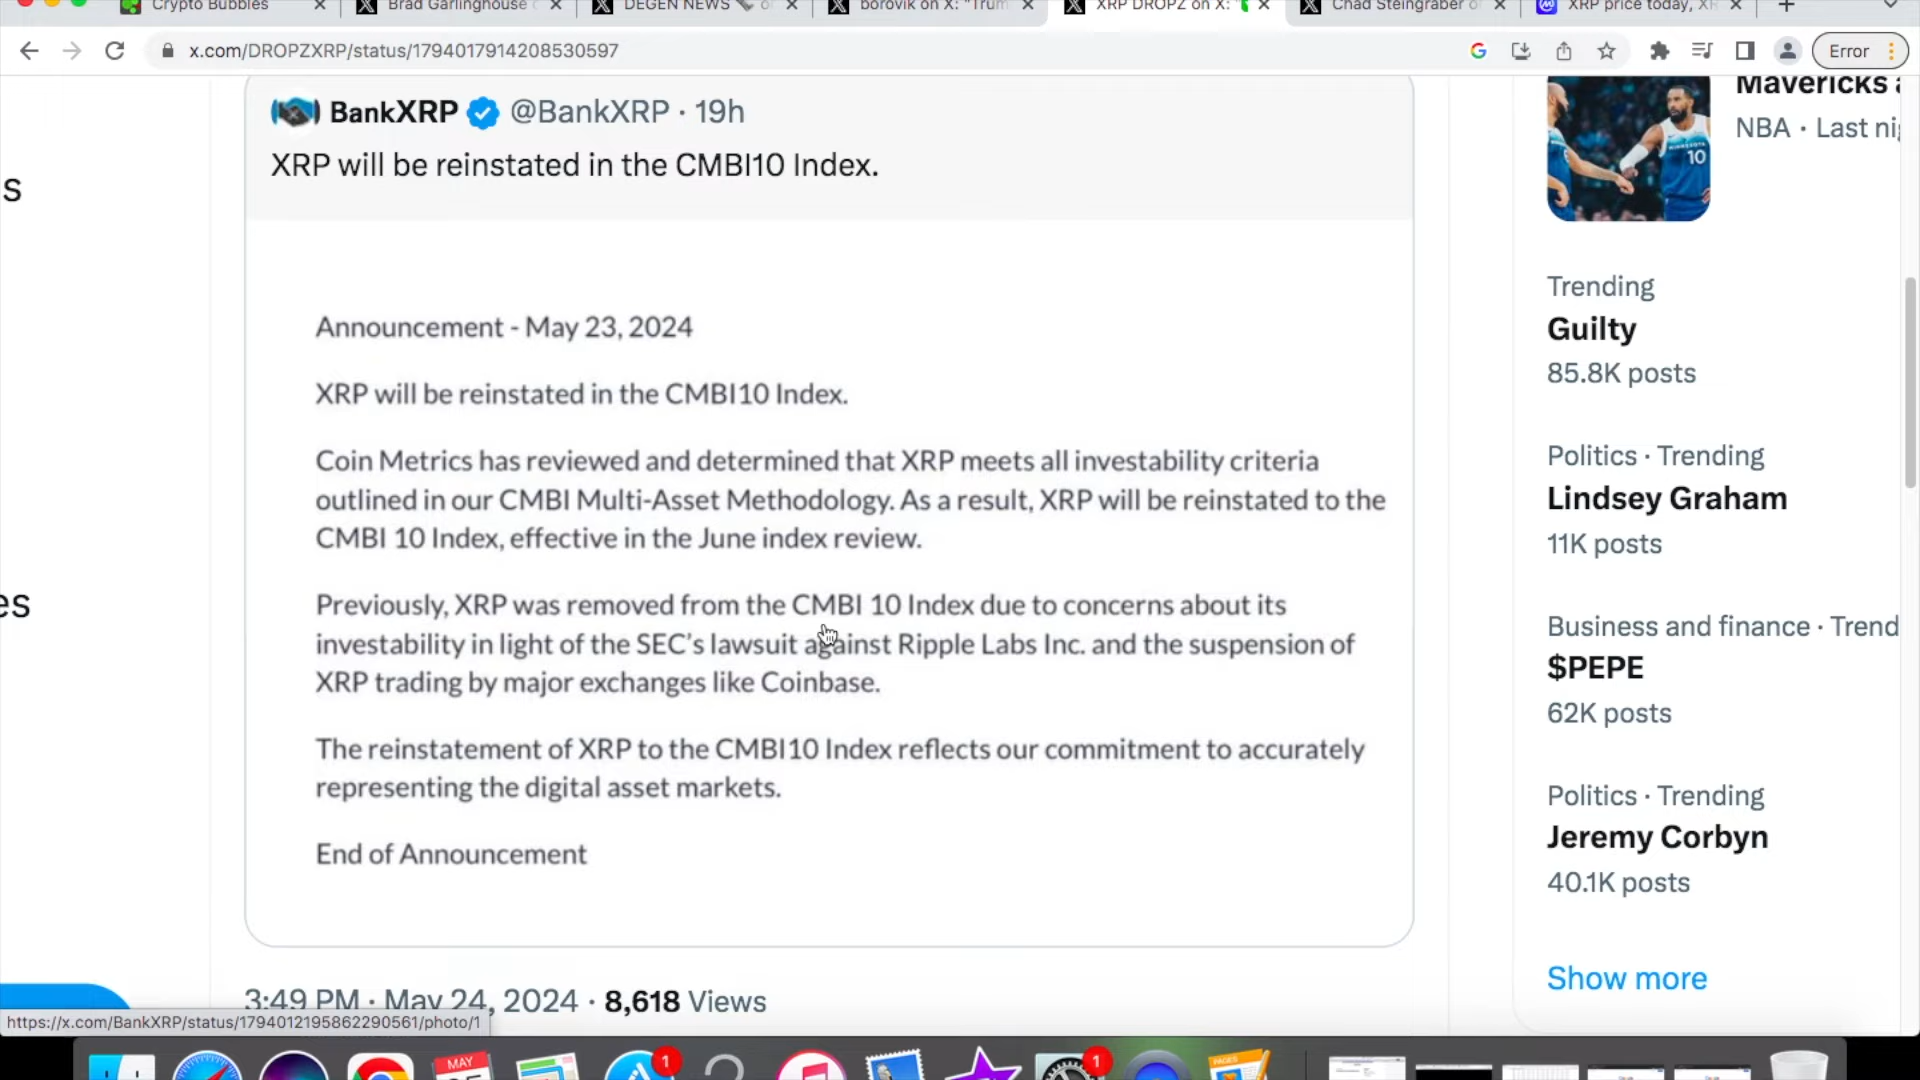 Crypto Bubbles
Brad Garlinghouse
DEGEN NEWS
borovik on X: "Trum
XRP DROPZ on X: "
Chad Steingraber o
XRP price today, XR
x.com/DROPZXRP/status/1794017914208530597
Error
BankXRP @BankXRP · 19h
XRP will be reinstated in the CMBI10 Index.
Announcement - May 23, 2024
XRP will be reinstated in the CMBI10 Index.
Coin Metrics has reviewed and determined that XRP meets all investability criteria
outlined in our CMBI Multi-Asset Methodology. As a result, XRP will be reinstated to the
CMBI 10 Index, effective in the June index review.
Previously, XRP was removed from the CMBI 10 Index due to concerns about its
investability in light of the SEC's lawsuit against Ripple Labs Inc. and the suspension of
XRP trading by major exchanges like Coinbase.
The reinstatement of XRP to the CMBI10 Index reflects our commitment to accurately
representing the digital asset markets.
End of Announcement
3:49 PM · May 24, 2024 · 8,618 Views
s
es
Mavericks
NBA · Last ni
10
Trending
Guilty
85.8K posts
Politics · Trending
Lindsey Graham
11K posts
Business and finance · Trend
$PEPE
62K posts
Politics · Trending
Jeremy Corbyn
40.1K posts
Show more
https://x.com/BankXRP/status/1794012195862290561/photo/1
MAY
1
1
PAGES